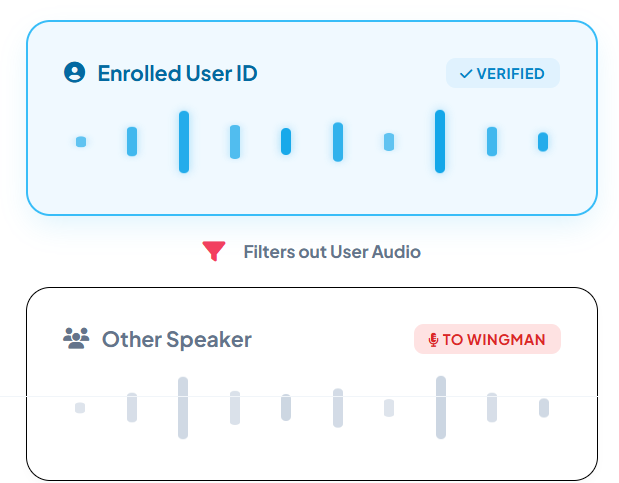 Enrolled User ID
VERIFIED
Filters out User Audio
Other Speaker
TO WINGMAN